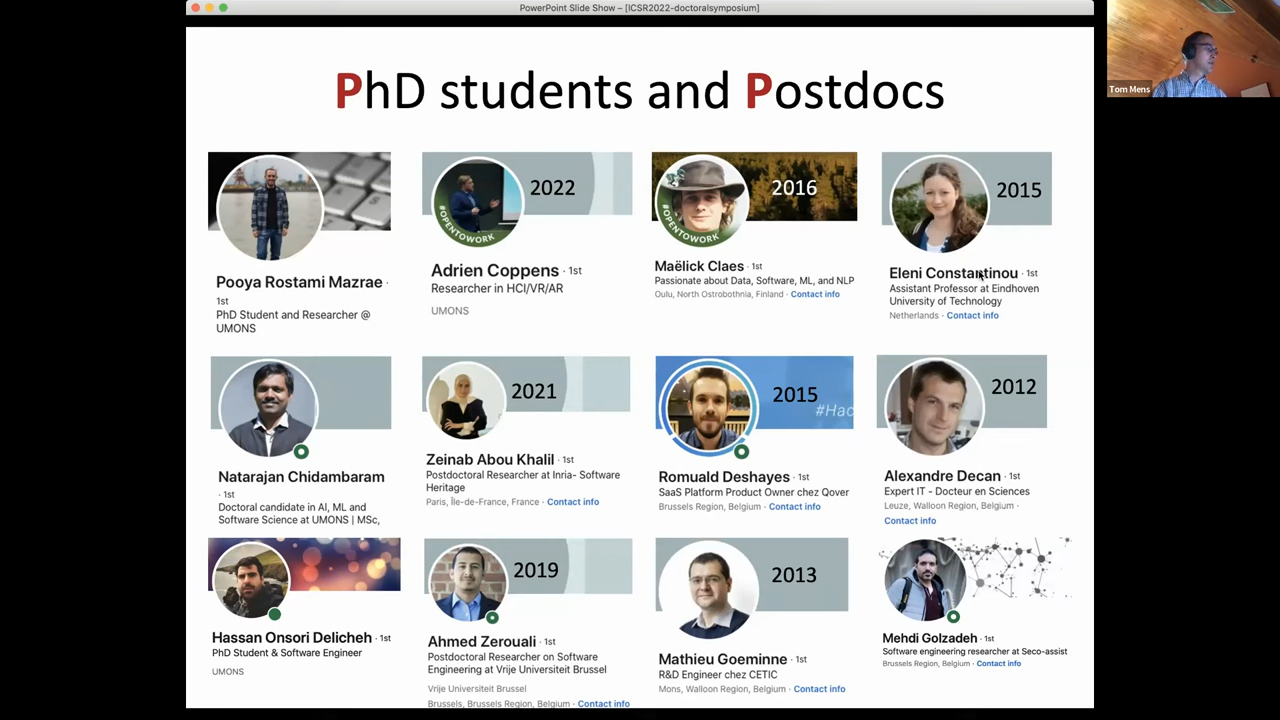 PowerPoint Slide Show – [ICSR2022-doctoralsymposium]
Tom Mens
PhD students and Postdocs
Pooya Rostami Mazrae ·
1st
PhD Student and Researcher @
UMONS
2022
#OPENTOWORK
Adrien Coppens · 1st
Researcher in HCI/VR/AR
UMONS
2016
#OPENTOWORK
Maëlick Claes · 1st
Passionate about Data, Software, ML, and NLP
Oulu, North Ostrobothnia, Finland · Contact info
2015
Eleni Constantinou · 1st
Assistant Professor at Eindhoven
University of Technology
Netherlands · Contact info
Natarajan Chidambaram
· 1st
Doctoral candidate in AI, ML and
Software Science at UMONS | MSc,
2021
Zeinab Abou Khalil · 1st
Postdoctoral Researcher at Inria- Software
Heritage
Paris, Île-de-France, France · Contact info
2015
#Hac
Romuald Deshayes · 1st
SaaS Platform Product Owner chez Qover
Brussels Region, Belgium · Contact info
2012
Alexandre Decan · 1st
Expert IT - Docteur en Sciences
Leuze, Walloon Region, Belgium ·
Contact info
Hassan Onsori Delicheh · 1st
PhD Student & Software Engineer
UMONS
2019
Ahmed Zerouali · 1st
Postdoctoral Researcher on Software
Engineering at Vrije Universiteit Brussel
Vrije Universiteit Brussel
Brussels, Brussels Region, Belgium · Contact info
2013
Mathieu Goeminne · 1st
R&D Engineer chez CETIC
Mons, Walloon Region, Belgium · Contact info
Mehdi Golzadeh · 1st
Software engineering researcher at Seco-assist
Brussels Region, Belgium · Contact info